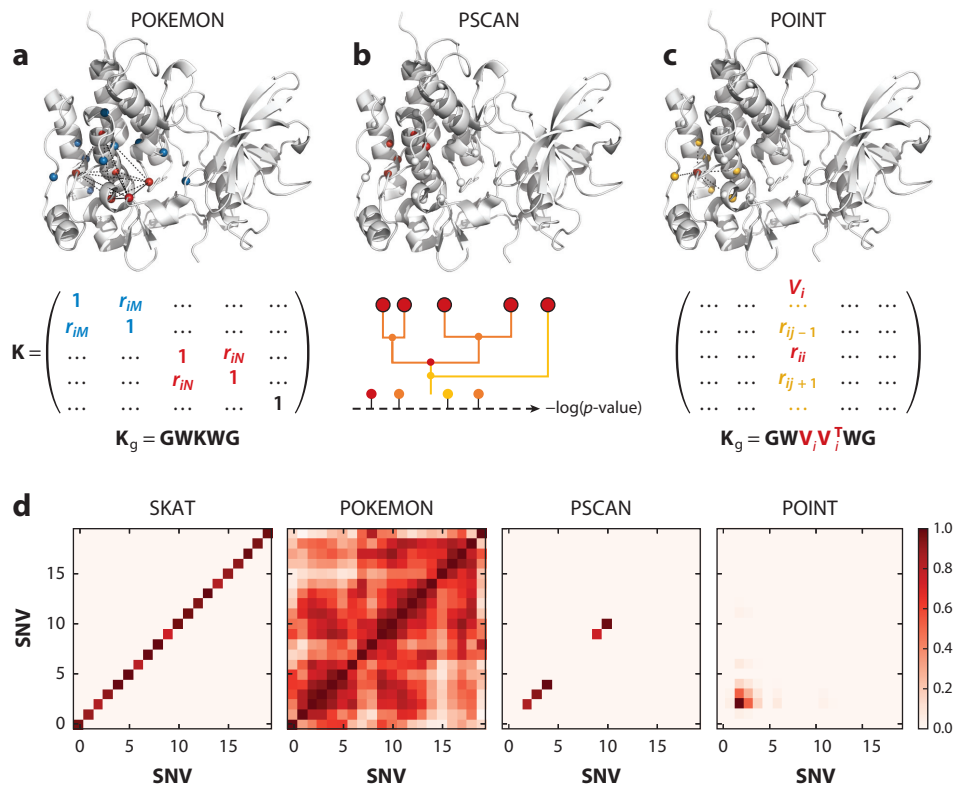 POKEMON PSCAN POINT
a b c
V_i
1 r_iM ... ... ... ... ... ... ... ...
r_iM 1 ... ... ... ... ... r_ij – 1 ... ...
K = ... ... 1 r_iN ... ... ... r_ii ... ...
... ... r_iN 1 ... ... ... r_ij + 1 ... ...
... ... ... ... 1 –log(p-value) ... ... ... ... ...
K_g = GWKWG K_g = GWV_iV_i^TWG
d
SKAT POKEMON PSCAN POINT
1.0
15 0.8
10 0.6
SNV
5 0.4
0.2
0 0.0
0 5 10 15 0 5 10 15 0 5 10 15 0 5 10 15
SNV SNV SNV SNV